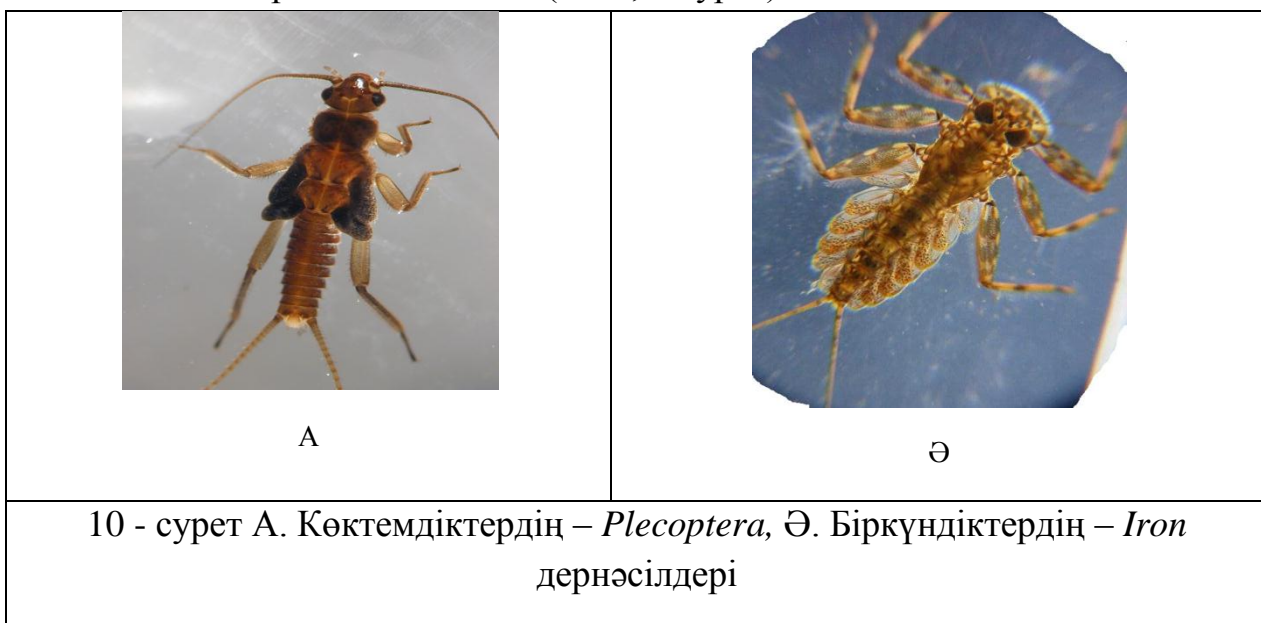 А
Ә
10 - сурет А. Көктемдіктердің – Plecoptera, Ә. Біркүндіктердің – Iron
дернәсілдері